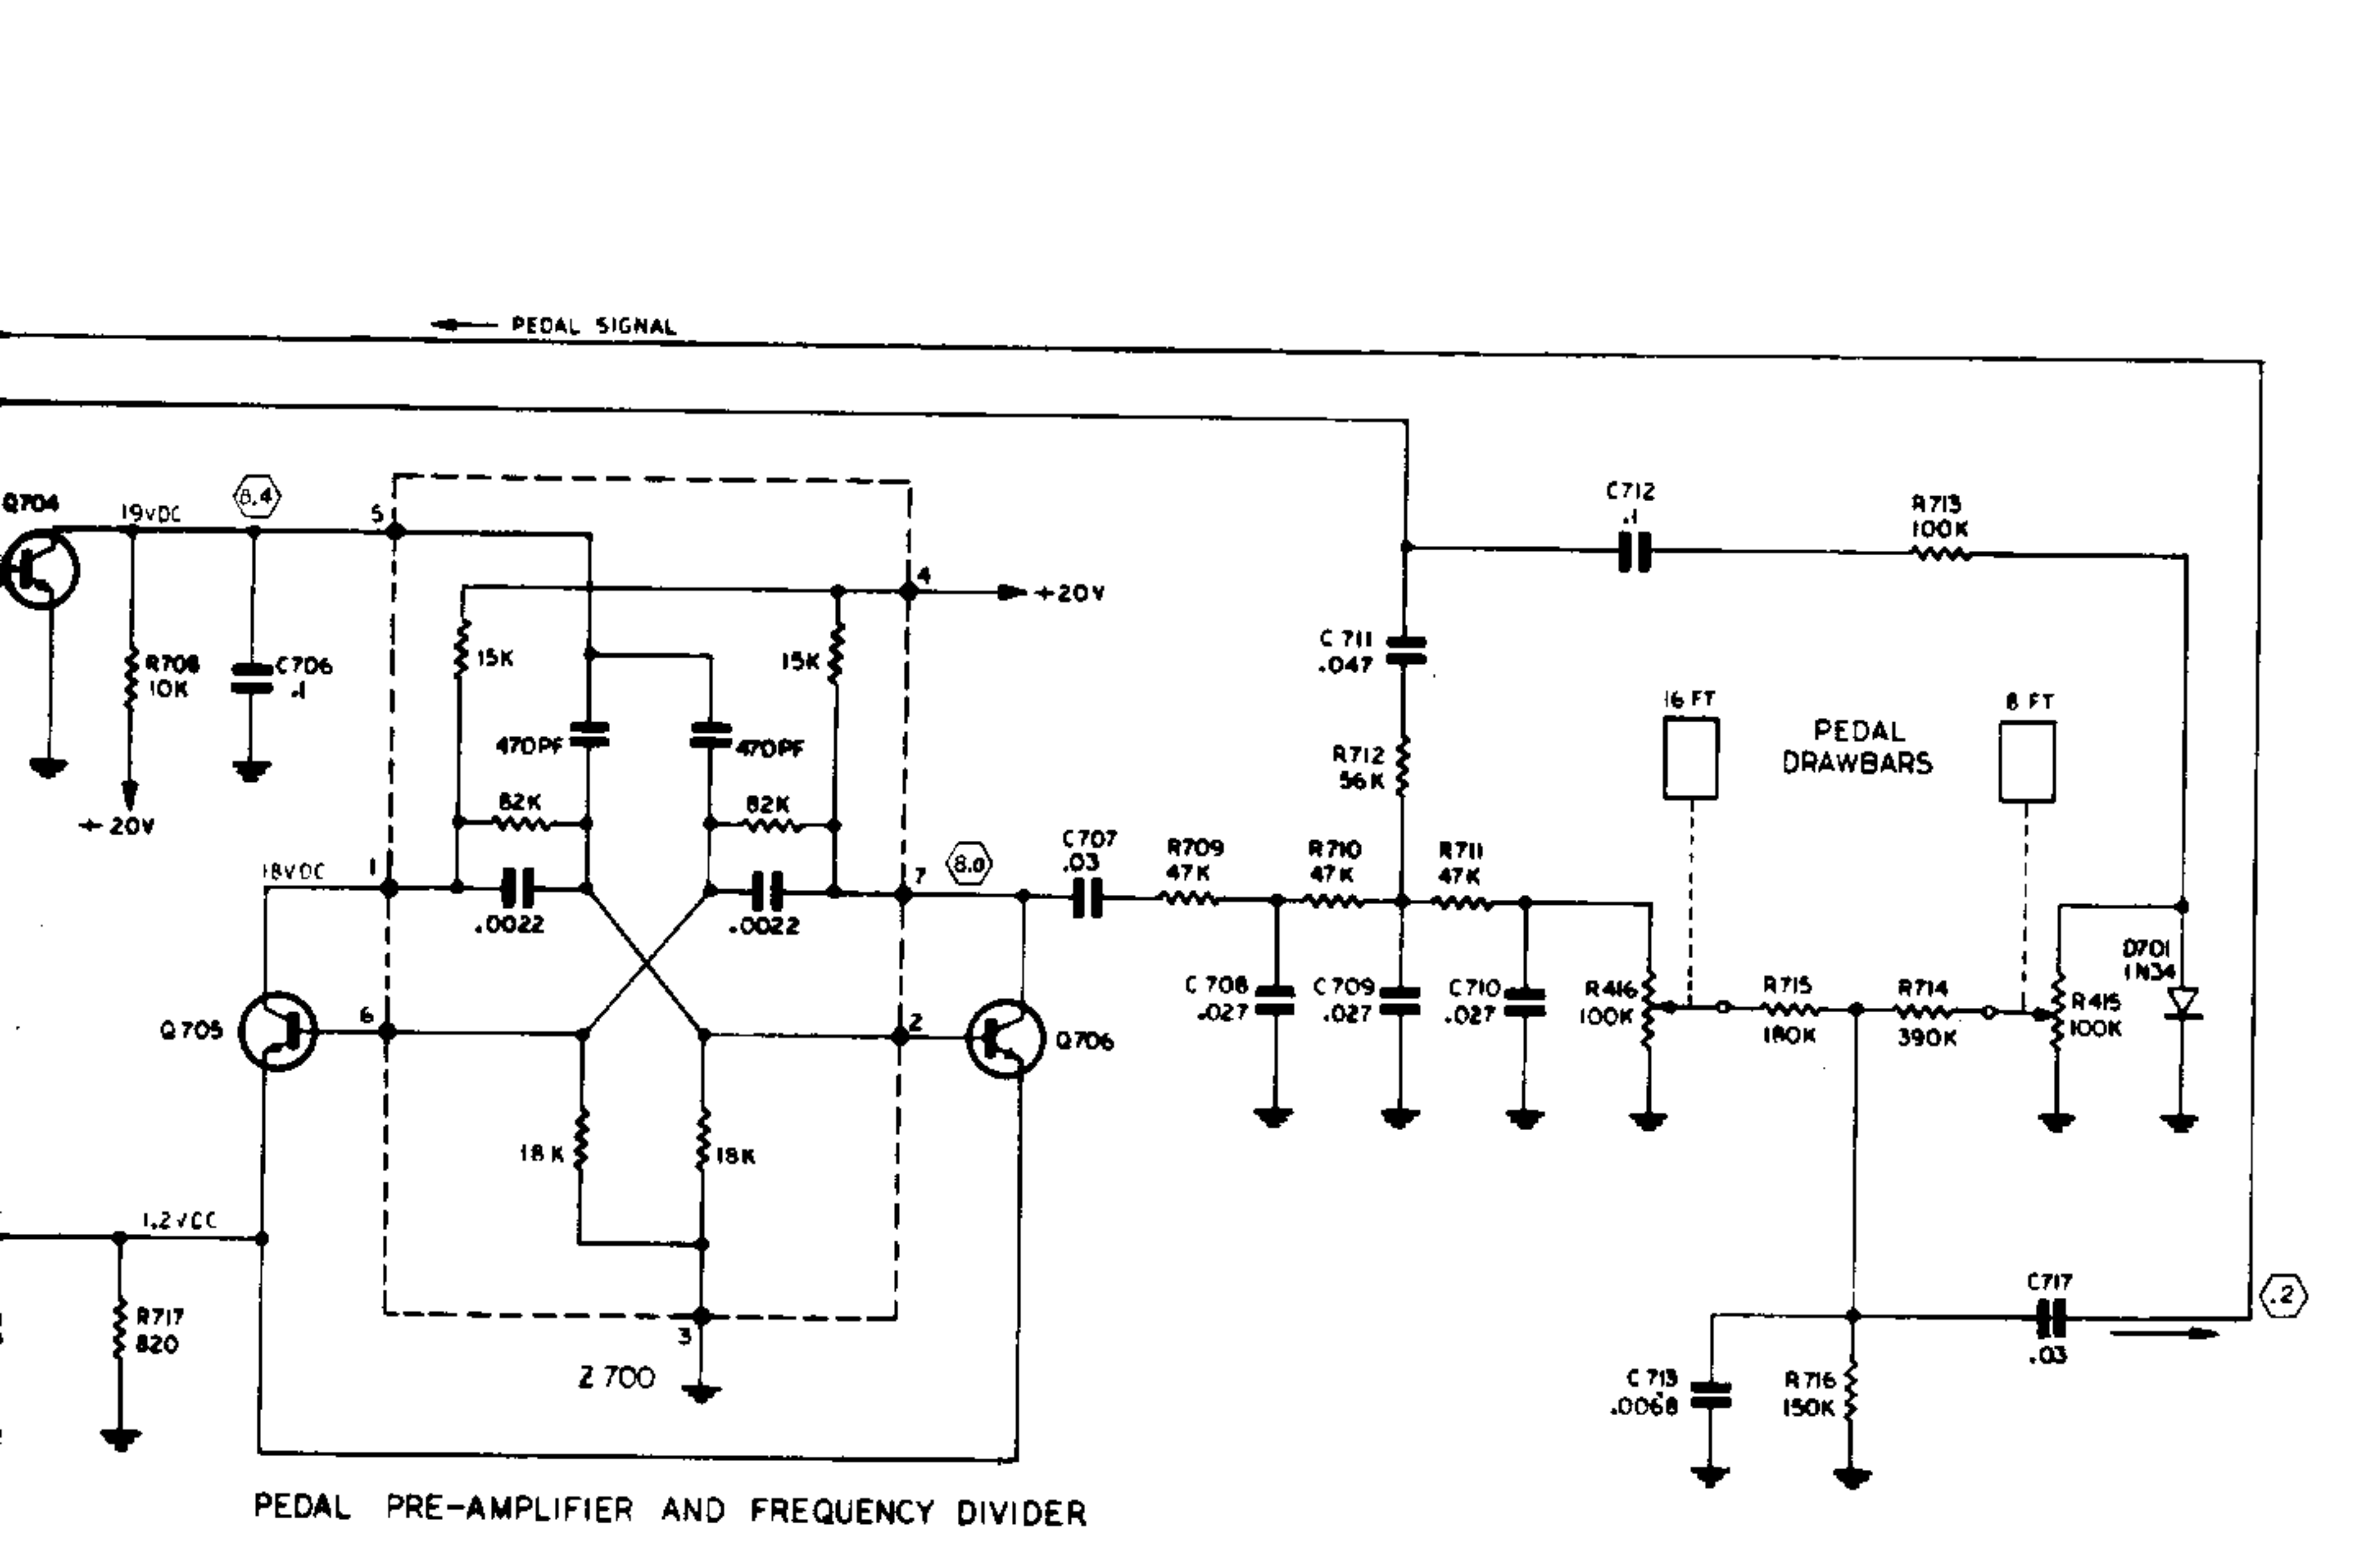 PEDAL SIGNAL
Q704
19VDC
8.4
5
C712
.1
R713
100K
4
+20V
R708
10K
C706
.1
15K
15K
C711
.047
16 FT
8 FT
PEDAL
DRAWBARS
470PF
470PF
R712
56K
+20V
82K
82K
18VDC
1
7
8.0
C707
.03
R709
47K
R710
47K
R711
47K
.0022
.0022
D701
1N34
C708
.027
C709
.027
C710
.027
R416
100K
R715
180K
R714
390K
R415
100K
Q705
6
2
Q706
18K
18K
1.2VCC
R717
820
3
Z700
C717
.03
.2
C713
.0068
R716
150K
PEDAL PRE-AMPLIFIER AND FREQUENCY DIVIDER